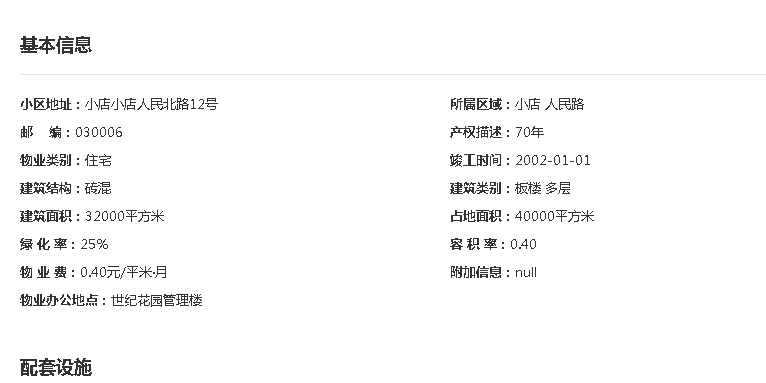 基本信息
小区地址：小店小店人民北路12号
所属区域：小店 人民路
邮 编：030006
产权描述：70年
物业类别：住宅
竣工时间：2002-01-01
建筑结构：砖混
建筑类别：板楼 多层
建筑面积：32000平方米
占地面积：40000平方米
绿 化 率：25%
容 积 率：0.40
物 业 费：0.40元/平米·月
附加信息：null
物业办公地点：世纪花园管理楼
配套设施